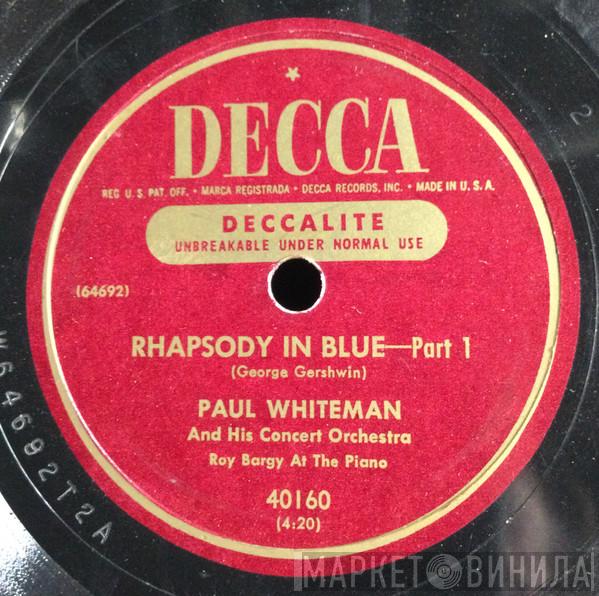 DECCA
REG. U.S. PAT. OFF. • MARCA REGISTRADA • DECCA RECORDS, INC. • MADE IN U.S.A.
DECCALITE
UNBREAKABLE UNDER NORMAL USE
(64692)
RHAPSODY IN BLUE—Part 1
(George Gershwin)
PAUL WHITEMAN
And His Concert Orchestra
Roy Bargy At The Piano
40160
(4:20)
W64692T2A
2
МАРКЕТ ВИНИЛА